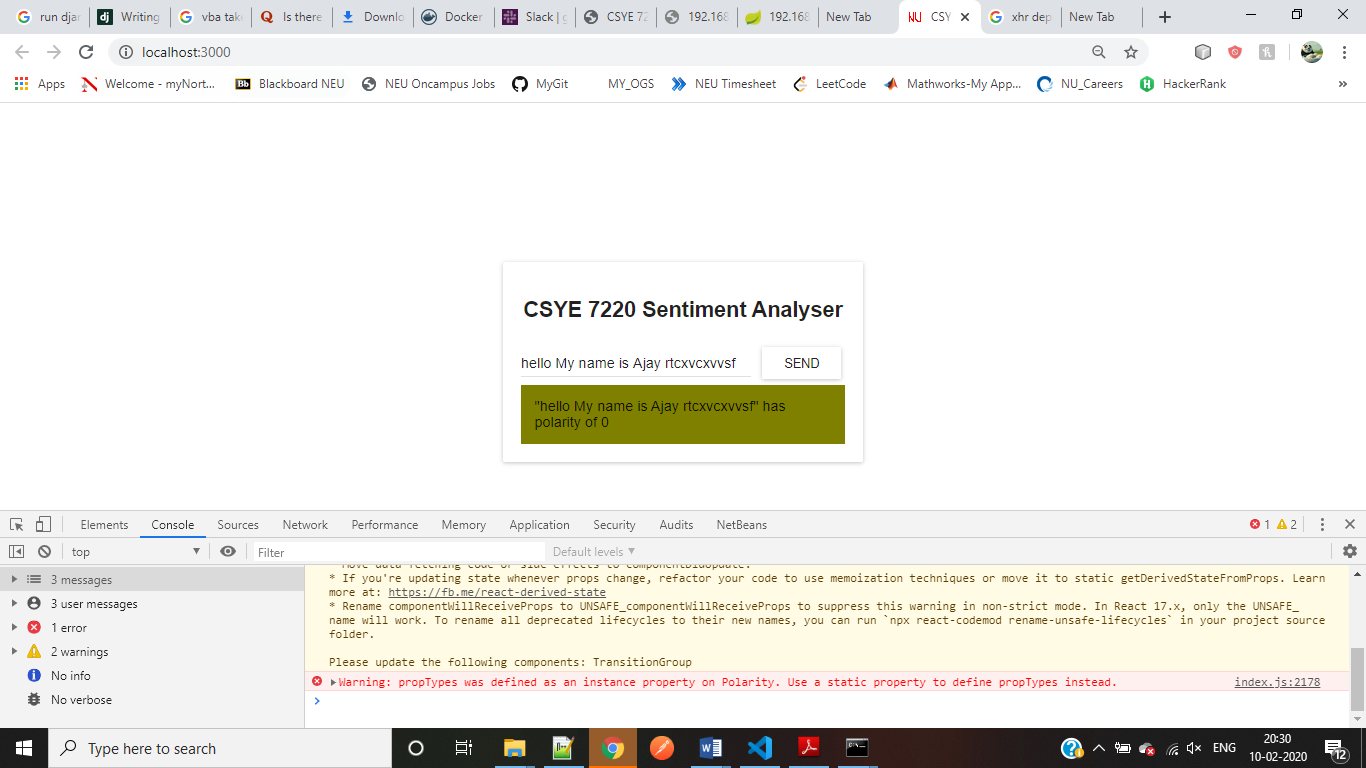 run djar
Writing
vba tak
Is there
Downlo
Docker
Slack | g
CSYE 72
192.168
192.168
New Tab
CSY
xhr dep
New Tab
localhost:3000
Apps
Welcome - myNort...
Blackboard NEU
NEU Oncampus Jobs
MyGit
MY_OGS
NEU Timesheet
LeetCode
Mathworks-My App...
NU_Careers
HackerRank
»
CSYE 7220 Sentiment Analyser
hello My name is Ajay rtcxvcxvvsf
SEND
"hello My name is Ajay rtcxvcxvvsf" has
polarity of 0
Elements Console Sources Network Performance Memory Application Security Audits NetBeans
1 2
top
Filter
Default levels ▼
3 messages
3 user messages
1 error
2 warnings
No info
No verbose
* Move data fetching code or side effects to componentDidUpdate.
* If you're updating state whenever props change, refactor your code to use memoization techniques or move it to static getDerivedStateFromProps. Learn
more at: https://fb.me/react-derived-state
* Rename componentWillReceiveProps to UNSAFE_componentWillReceiveProps to suppress this warning in non-strict mode. In React 17.x, only the UNSAFE_
name will work. To rename all deprecated lifecycles to their new names, you can run `npx react-codemod rename-unsafe-lifecycles` in your project source
folder.
Please update the following components: TransitionGroup
Warning: propTypes was defined as an instance property on Polarity. Use a static property to define propTypes instead.
index.js:2178
Type here to search
ENG
20:30
10-02-2020
12